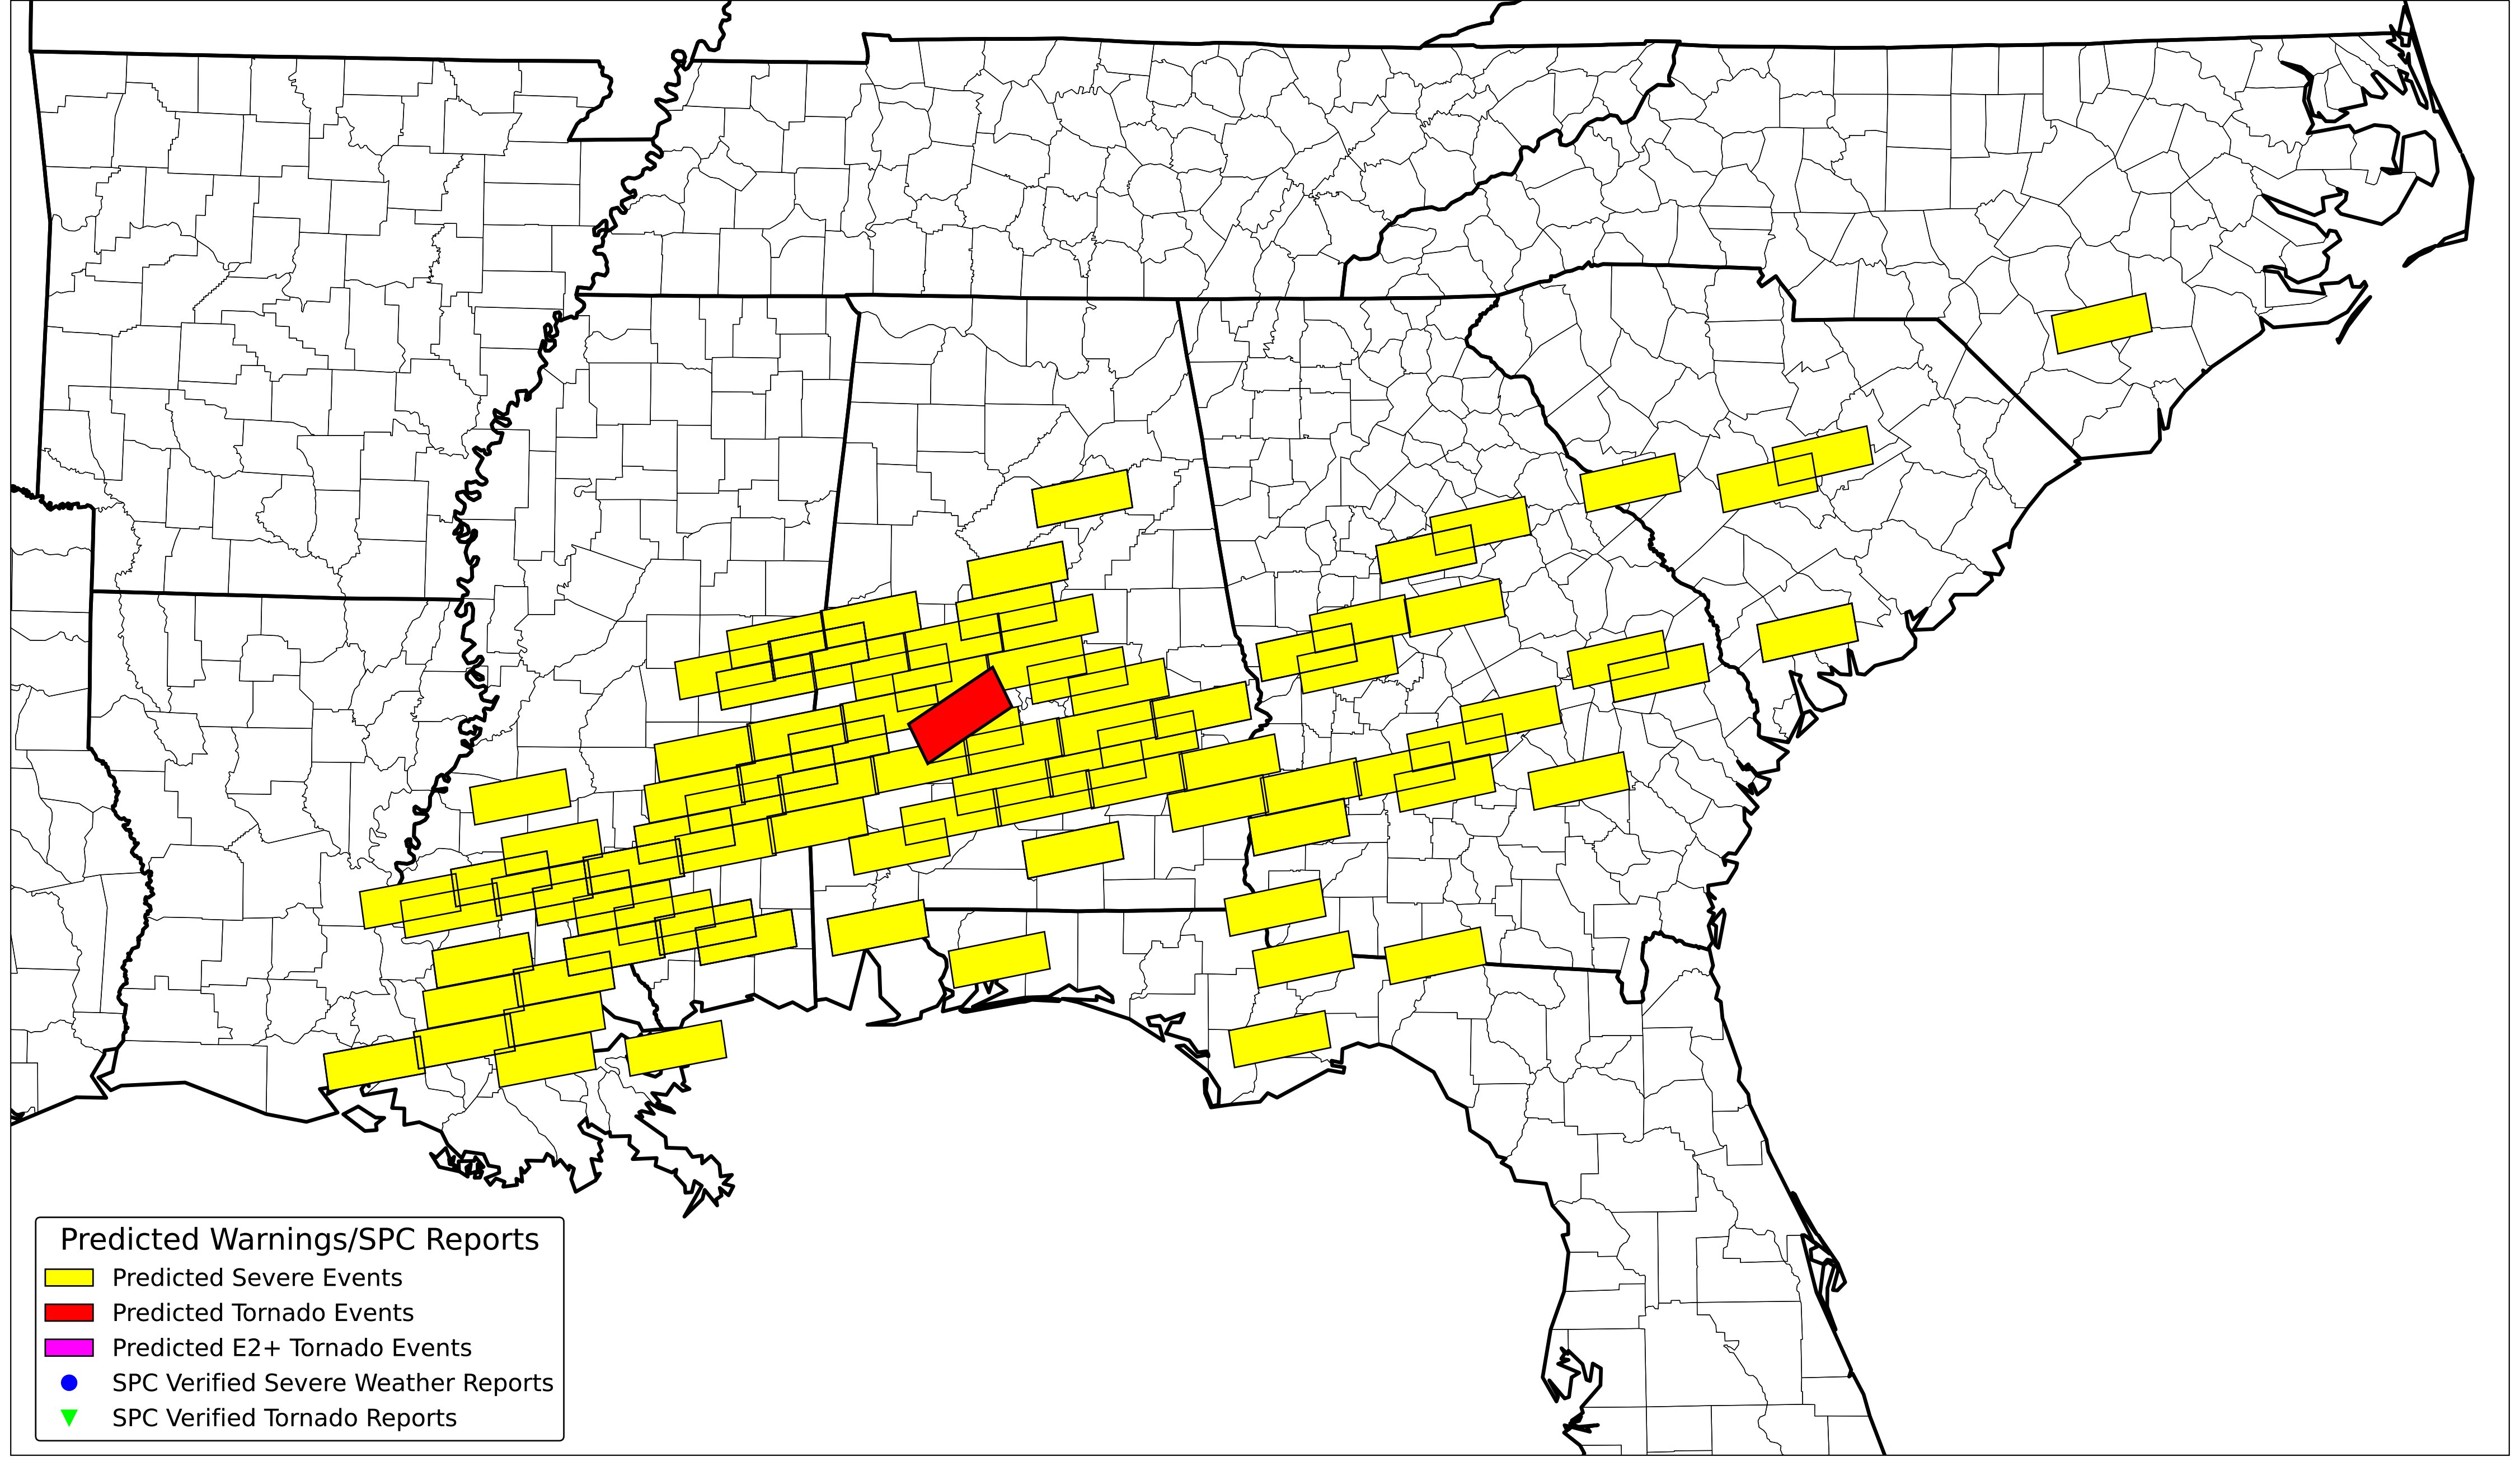 Predicted Warnings/SPC Reports
Predicted Severe Events
Predicted Tornado Events
Predicted E2+ Tornado Events
SPC Verified Severe Weather Reports
SPC Verified Tornado Reports